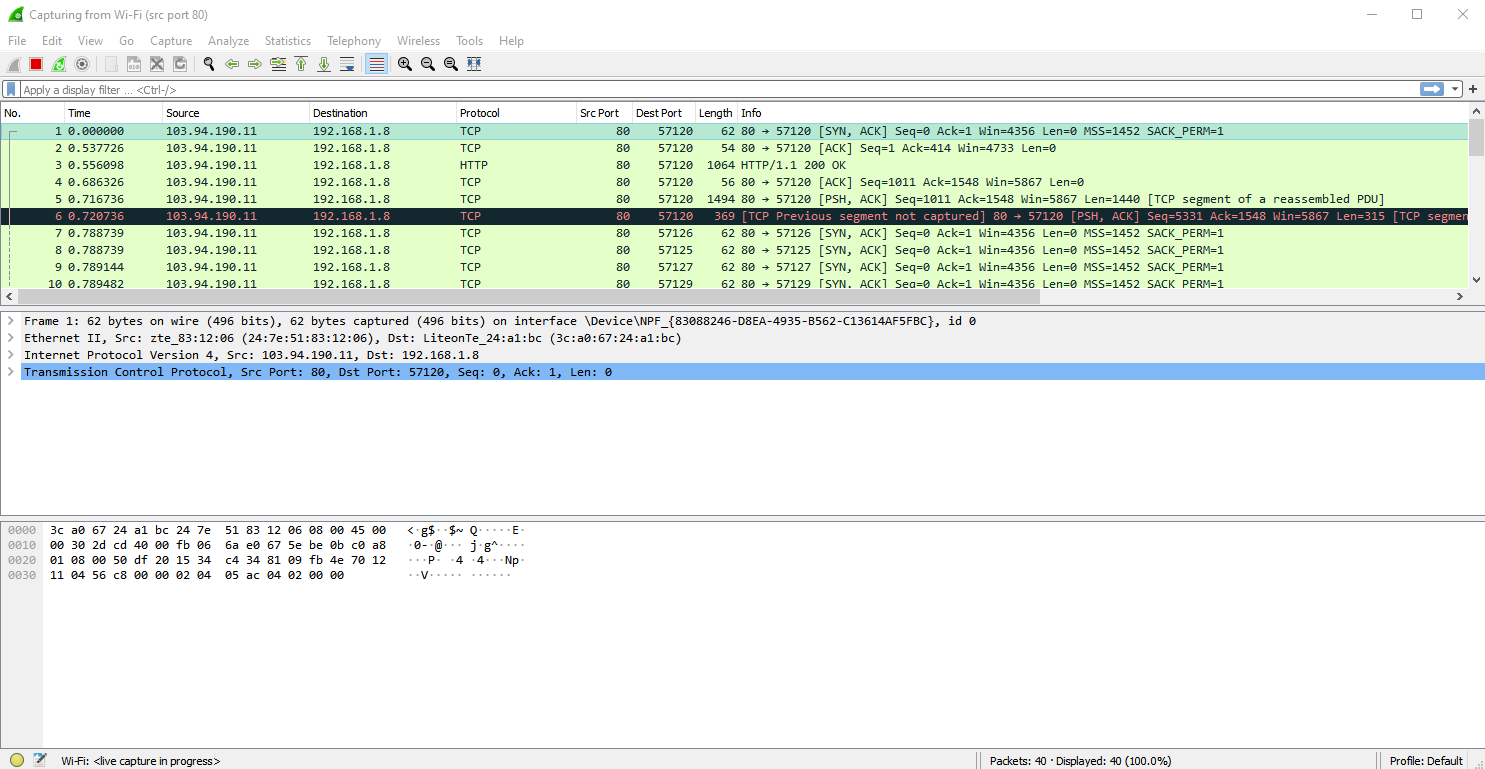 Capturing from Wi-Fi (src port 80)
File Edit View Go Capture Analyze Statistics Telephony Wireless Tools Help
Apply a display filter ... <Ctrl-/>
No. Time Source Destination Protocol Src Port Dest Port Length Info
1 0.000000 103.94.190.11 192.168.1.8 TCP 80 57120 62 80 → 57120 [SYN, ACK] Seq=0 Ack=1 Win=4356 Len=0 MSS=1452 SACK_PERM=1
2 0.537726 103.94.190.11 192.168.1.8 TCP 80 57120 54 80 → 57120 [ACK] Seq=1 Ack=414 Win=4733 Len=0
3 0.556098 103.94.190.11 192.168.1.8 HTTP 80 57120 1064 HTTP/1.1 200 OK
4 0.686326 103.94.190.11 192.168.1.8 TCP 80 57120 56 80 → 57120 [ACK] Seq=1011 Ack=1548 Win=5867 Len=0
5 0.716736 103.94.190.11 192.168.1.8 TCP 80 57120 1494 80 → 57120 [PSH, ACK] Seq=1011 Ack=1548 Win=5867 Len=1440 [TCP segment of a reassembled PDU]
6 0.720736 103.94.190.11 192.168.1.8 TCP 80 57120 369 [TCP Previous segment not captured] 80 → 57120 [PSH, ACK] Seq=5331 Ack=1548 Win=5867 Len=315 [TCP segmen
7 0.788739 103.94.190.11 192.168.1.8 TCP 80 57126 62 80 → 57126 [SYN, ACK] Seq=0 Ack=1 Win=4356 Len=0 MSS=1452 SACK_PERM=1
8 0.788739 103.94.190.11 192.168.1.8 TCP 80 57125 62 80 → 57125 [SYN, ACK] Seq=0 Ack=1 Win=4356 Len=0 MSS=1452 SACK_PERM=1
9 0.789144 103.94.190.11 192.168.1.8 TCP 80 57127 62 80 → 57127 [SYN, ACK] Seq=0 Ack=1 Win=4356 Len=0 MSS=1452 SACK_PERM=1
10 0.789482 103.94.190.11 192.168.1.8 TCP 80 57129 62 80 → 57129 [SYN, ACK] Seq=0 Ack=1 Win=4356 Len=0 MSS=1452 SACK_PERM=1
Frame 1: 62 bytes on wire (496 bits), 62 bytes captured (496 bits) on interface \Device\NPF_{83088246-D8EA-4935-B562-C13614AF5FBC}, id 0
Ethernet II, Src: zte_83:12:06 (24:7e:51:83:12:06), Dst: LiteonTe_24:a1:bc (3c:a0:67:24:a1:bc)
Internet Protocol Version 4, Src: 103.94.190.11, Dst: 192.168.1.8
Transmission Control Protocol, Src Port: 80, Dst Port: 57120, Seq: 0, Ack: 1, Len: 0
0000 3c a0 67 24 a1 bc 24 7e 51 83 12 06 08 00 45 00 <·g$··$~ Q·····E·
0010 00 30 2d cd 40 00 fb 06 6a e0 67 5e be 0b c0 a8 ·0-·@··· j·g^····
0020 01 08 00 50 df 20 15 34 c4 34 81 09 fb 4e 70 12 ···P· ·4 ·4···Np·
0030 11 04 56 c8 00 00 02 04 05 ac 04 02 00 00 ··V····· ······
Wi-Fi: <live capture in progress> Packets: 40 · Displayed: 40 (100.0%) Profile: Default